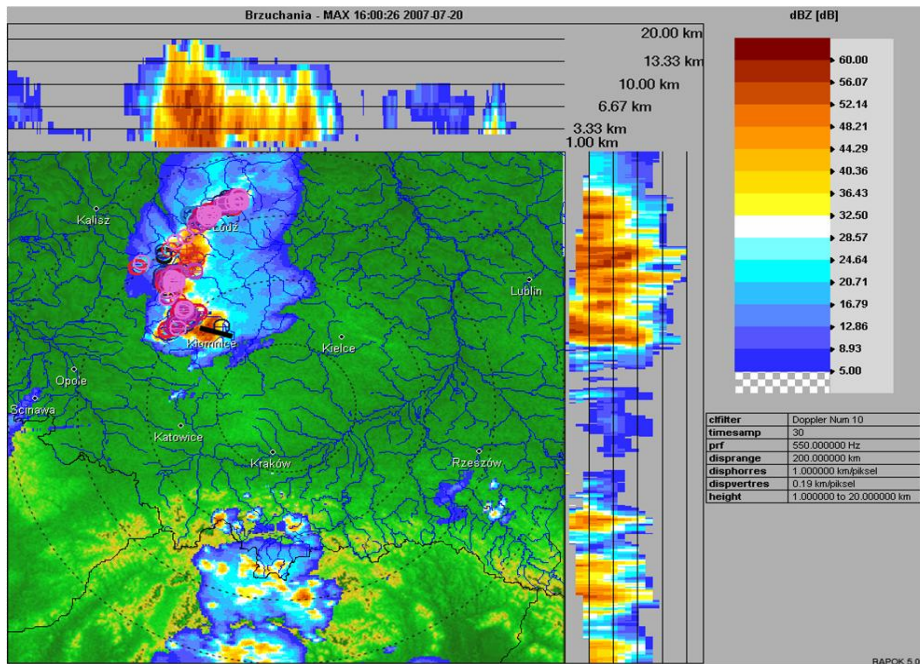 Brzuchania - MAX 16:00:26 2007-07-20
dBZ [dB]
20.00 km
13.33 km
10.00 km
6.67 km
3.33 km
1.00 km
60.00
56.07
52.14
48.21
44.29
40.36
36.43
32.50
28.57
24.64
20.71
16.79
12.86
8.93
5.00
Kalisz
Łódź
Lublin
Kłomnice
Kielce
Opole
Ścinawa
Katowice
Kraków
Rzeszów
clfilter Doppler Num 10
timesamp 30
prf 550.000000 Hz
disprange 200.000000 km
disphorres 1.000000 km/piksel
dispvertres 0.19 km/piksel
height 1.000000 to 20.000000 km
RAPOK 5.0